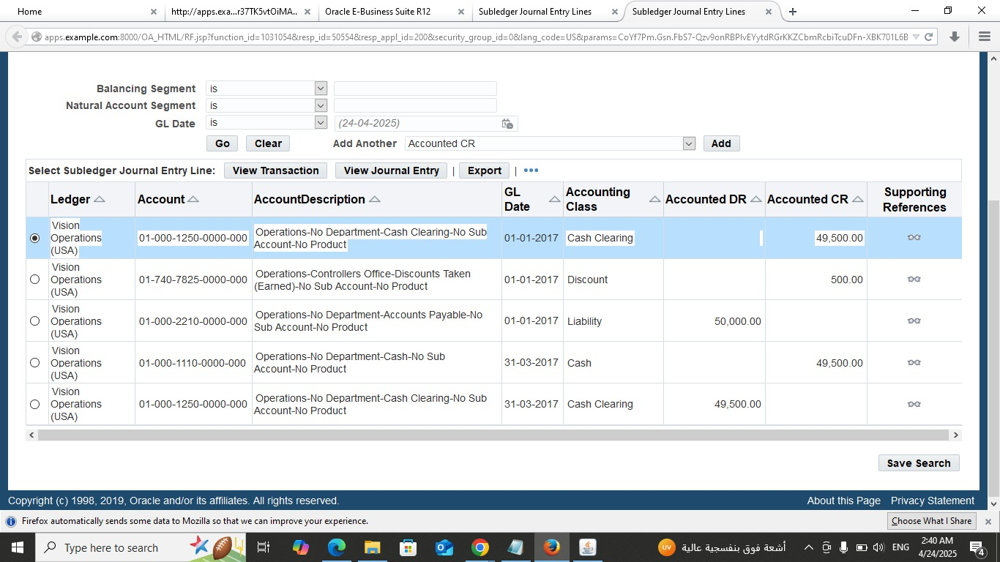 Home
http://apps.exa...r37TK5vtOiMA..
Oracle E-Business Suite R12
Subledger Journal Entry Lines
Subledger Journal Entry Lines
apps.example.com:8000/OA_HTML/RF.jsp?function_id=1031054&resp_id=50554&resp_appl_id=200&security_group_id=0&lang_code=US&params=CoYf7Pm.Gsn.FbS7-Qzv9onRBPIvEYytdRGrKKZCbmRcbiTcuDFn-XBK701L6B
Balancing Segment is
Natural Account Segment is
GL Date is (24-04-2025)
Go Clear Add Another Accounted CR Add
Select Subledger Journal Entry Line: View Transaction View Journal Entry | Export |
Ledger Account AccountDescription GL Date Accounting Class Accounted DR Accounted CR Supporting References
Vision Operations (USA) 01-000-1250-0000-000 Operations-No Department-Cash Clearing-No Sub Account-No Product 01-01-2017 Cash Clearing 49,500.00
Vision Operations (USA) 01-740-7825-0000-000 Operations-Controllers Office-Discounts Taken (Earned)-No Sub Account-No Product 01-01-2017 Discount 500.00
Vision Operations (USA) 01-000-2210-0000-000 Operations-No Department-Accounts Payable-No Sub Account-No Product 01-01-2017 Liability 50,000.00
Vision Operations (USA) 01-000-1110-0000-000 Operations-No Department-Cash-No Sub Account-No Product 31-03-2017 Cash 49,500.00
Vision Operations (USA) 01-000-1250-0000-000 Operations-No Department-Cash Clearing-No Sub Account-No Product 31-03-2017 Cash Clearing 49,500.00
Save Search
Copyright (c) 1998, 2019, Oracle and/or its affiliates. All rights reserved.
About this Page Privacy Statement
Firefox automatically sends some data to Mozilla so that we can improve your experience.
Choose What I Share
Type here to search
UV
أشعة فوق بنفسجية عالية
ENG
2:40 AM
4/24/2025
4